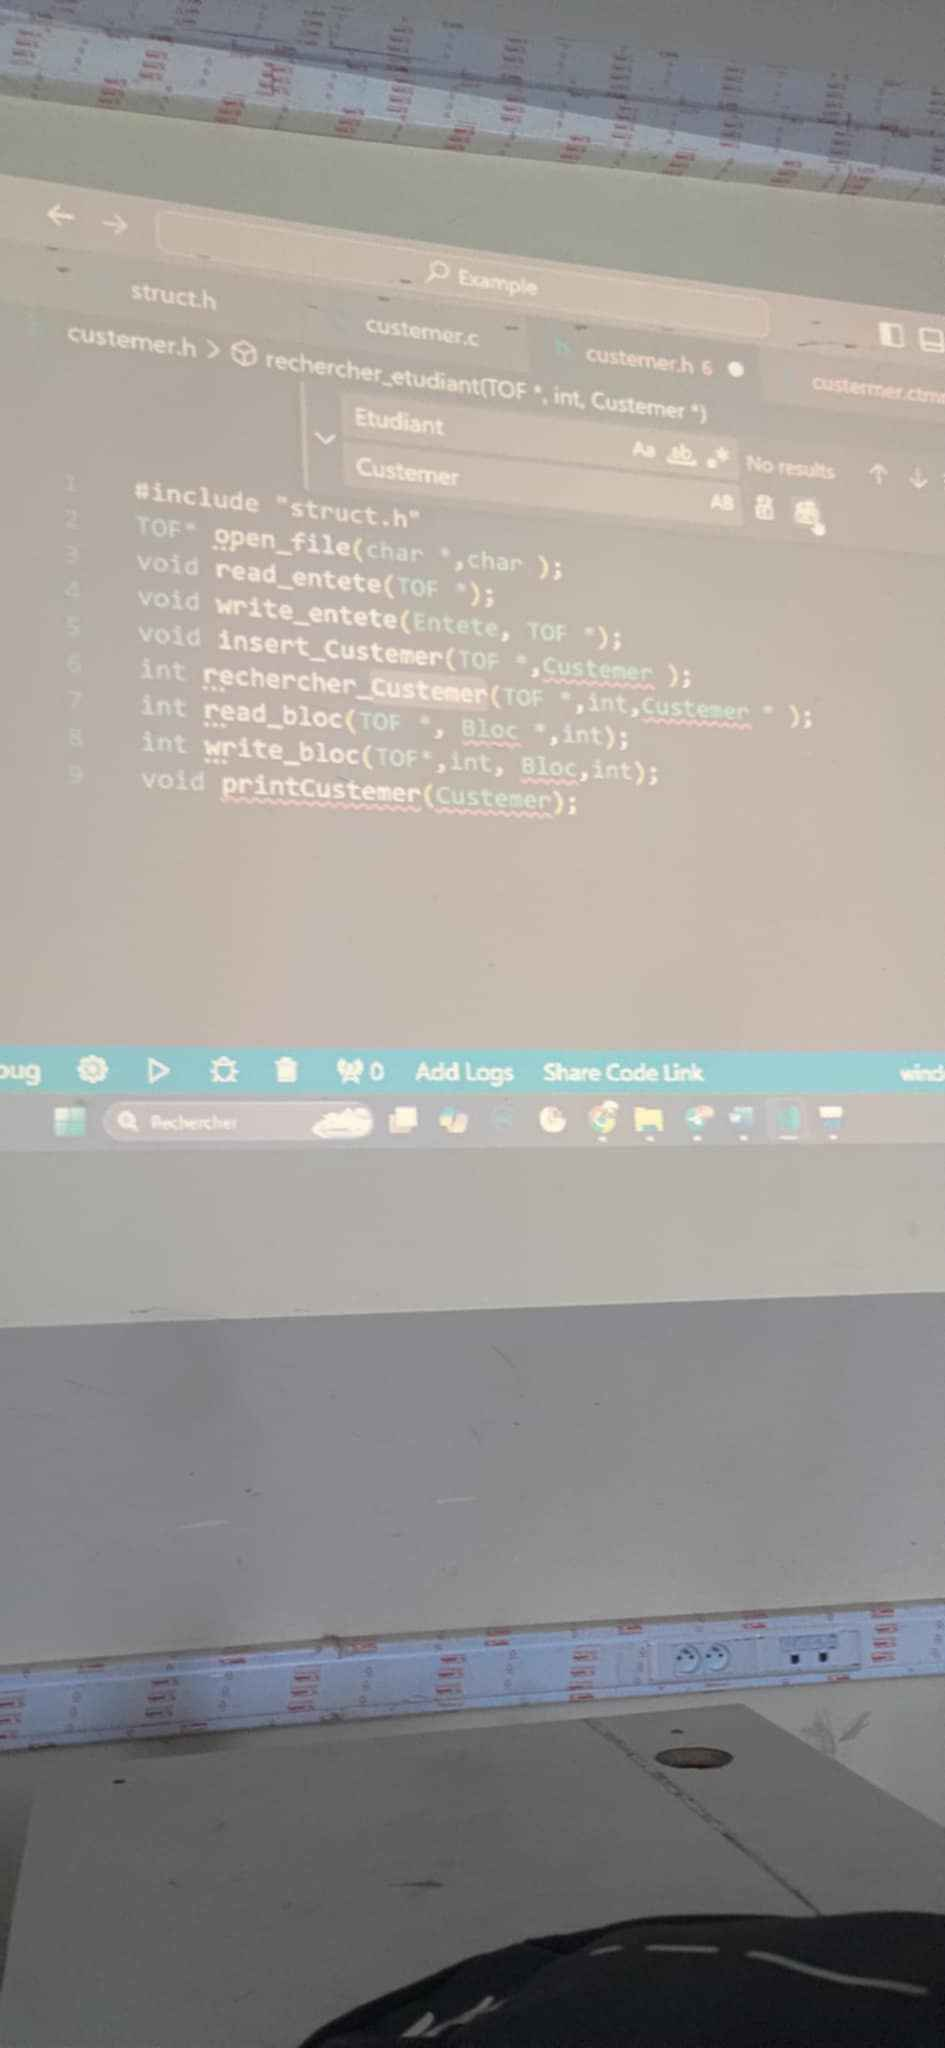 Example
struct.h
custemer.c
custemer.h 6
custermer.ctm
custemer.h > rechercher_etudiant(TOF *, int, Custemer *)
Etudiant
Aa ab .* No results
Custemer
AB
1 #include "struct.h"
2 TOF* open_file(char *,char );
3 void read_entete(TOF *);
4 void write_entete(Entete, TOF *);
5 void insert_Custemer(TOF *,Custemer );
6 int rechercher_Custemer(TOF *,int,Custemer * );
7 int read_bloc(TOF *, Bloc *,int);
8 int write_bloc(TOF*,int, Bloc,int);
9 void printCustemer(Custemer);
bug 0 Add Logs Share Code Link wind
Rechercher